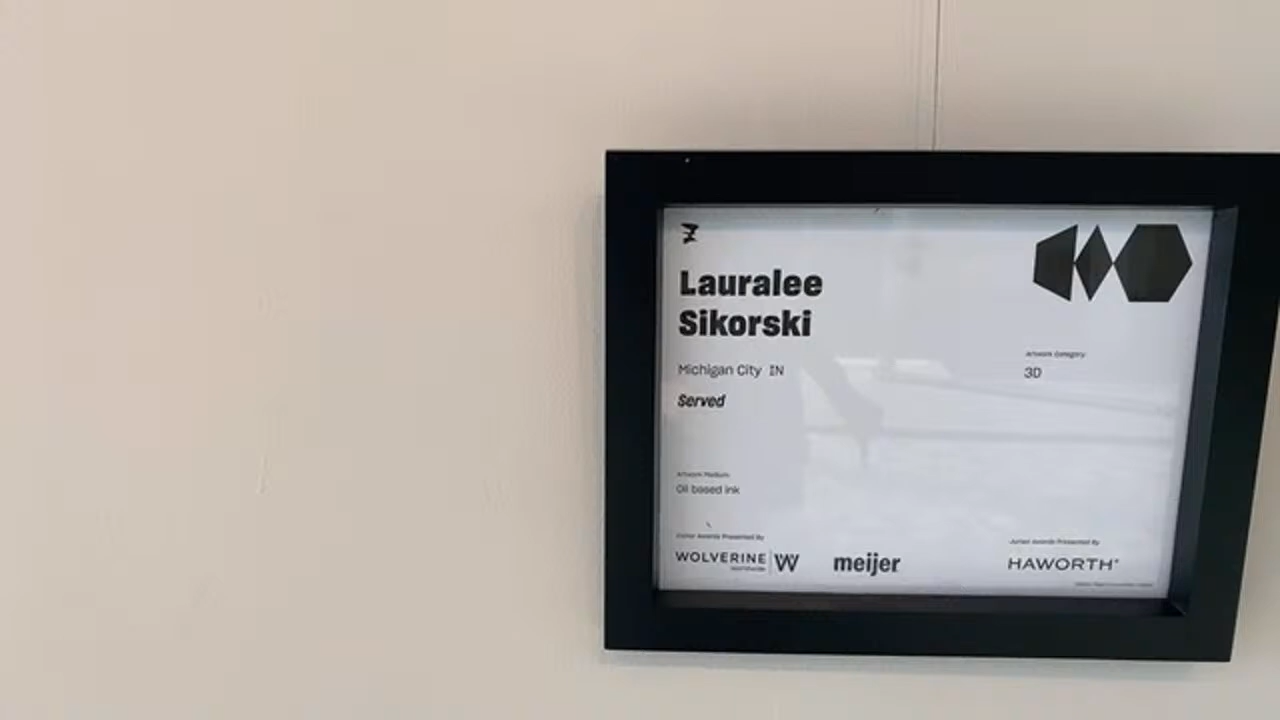 Lauralee
Sikorski
Michigan City IN
Served
Artwork Category
3D
Artwork Medium
Oil based ink
Awards Presented By
WOLVERINE W
WORLDWIDE
meijer
Juried Awards Presented By
HAWORTH®